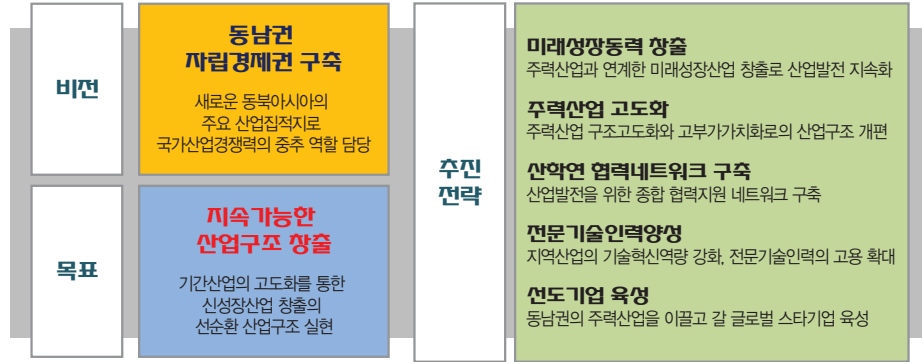 비전
동남권
자립경제권 구축
새로운 동북아시아의
주요 산업집적지로
국가산업경쟁력의 중추 역할 담당
목표
지속가능한
산업구조 창출
기간산업의 고도화를 통한
신성장산업 창출의
선순환 산업구조 실현
추진
전략
미래성장동력 창출
주력산업과 연계한 미래성장산업 창출로 산업발전 지속화
주력산업 고도화
주력산업 구조고도화와 고부가가치화로의 산업구조 개편
산학연 협력네트워크 구축
산업발전을 위한 종합 협력지원 네트워크 구축
전문기술인력양성
지역산업의 기술혁신역량 강화, 전문기술인력의 고용 확대
선도기업 육성
동남권의 주력산업을 이끌고 갈 글로벌 스타기업 육성